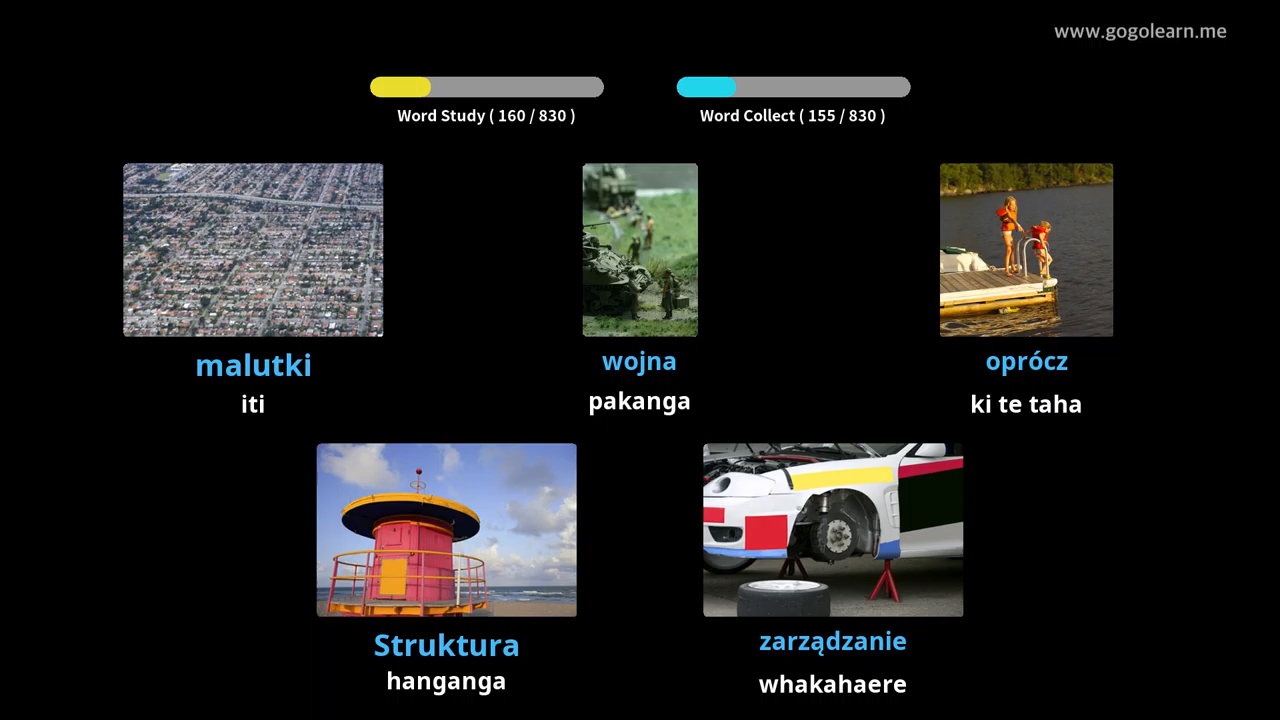 www.gogolearn.me
Word Study ( 160 / 830 )
Word Collect ( 155 / 830 )
malutki
iti
wojna
pakanga
oprócz
ki te taha
Struktura
hanganga
zarządzanie
whakahaere